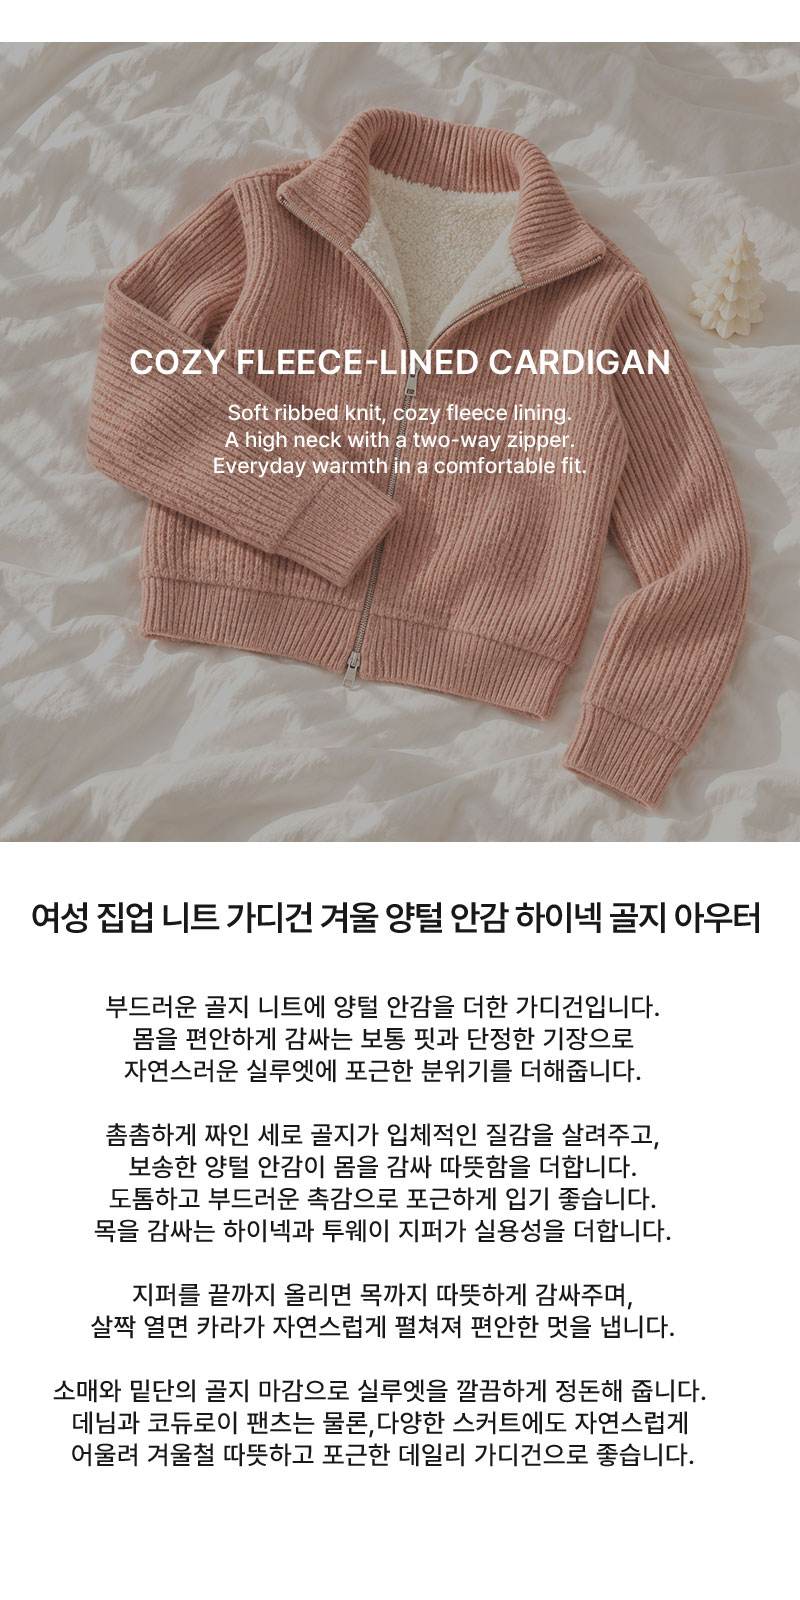 COZY FLEECE-LINED CARDIGAN
Soft ribbed knit, cozy fleece lining.
A high neck with a two-way zipper.
Everyday warmth in a comfortable fit.
여성 집업 니트 가디건 겨울 양털 안감 하이넥 골지 아우터
부드러운 골지 니트에 양털 안감을 더한 가디건입니다.
몸을 편안하게 감싸는 보통 핏과 단정한 기장으로
자연스러운 실루엣에 포근한 분위기를 더해줍니다.
촘촘하게 짜인 세로 골지가 입체적인 질감을 살려주고,
보송한 양털 안감이 몸을 감싸 따뜻함을 더합니다.
도톰하고 부드러운 촉감으로 포근하게 입기 좋습니다.
목을 감싸는 하이넥과 투웨이 지퍼가 실용성을 더합니다.
지퍼를 끝까지 올리면 목까지 따뜻하게 감싸주며,
살짝 열면 카라가 자연스럽게 펼쳐져 편안한 멋을 냅니다.
소매와 밑단의 골지 마감으로 실루엣을 깔끔하게 정돈해 줍니다.
데님과 코듀로이 팬츠는 물론,다양한 스커트에도 자연스럽게
어울려 겨울철 따뜻하고 포근한 데일리 가디건으로 좋습니다.